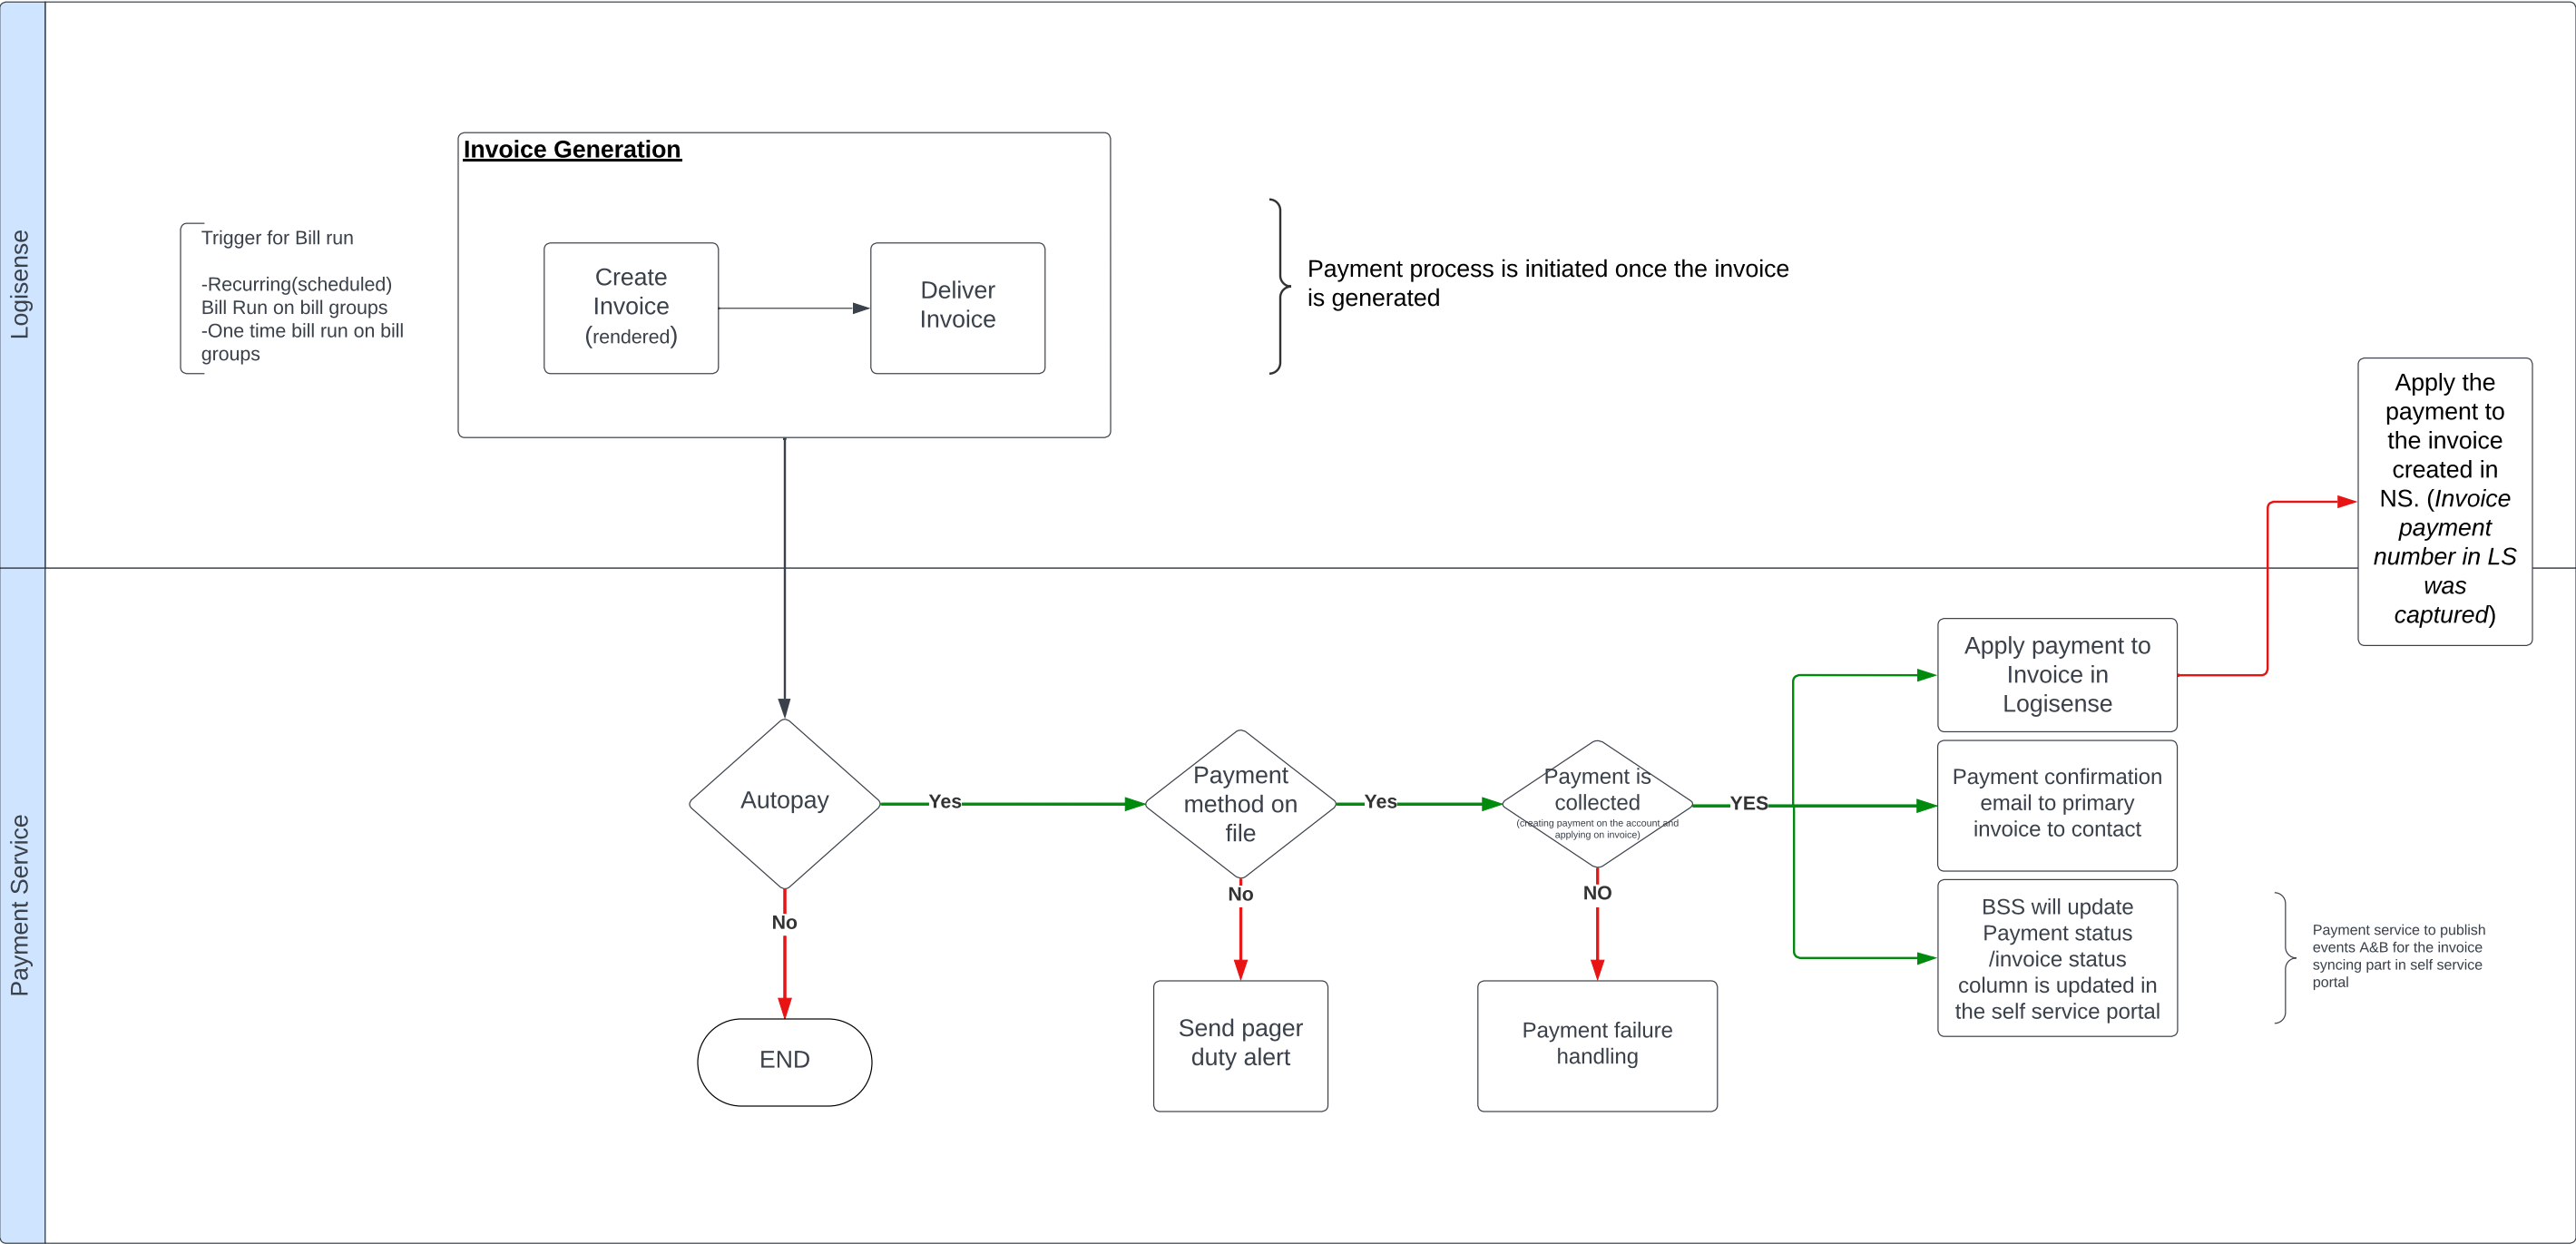 Logisense
Invoice Generation
Trigger for Bill run
-Recurring(scheduled)
Bill Run on bill groups
-One time bill run on bill
groups
Create
Invoice
(rendered)
Deliver
Invoice
Payment process is initiated once the invoice
is generated
Apply the
payment to
the invoice
created in
NS. (Invoice
payment
number in LS
was
captured)
Payment Service
Autopay
Yes
No
END
Payment
method on
file
Yes
No
Send pager
duty alert
Payment is
collected
(creating payment on the account and
applying on invoice)
YES
NO
Payment failure
handling
Apply payment to
Invoice in
Logisense
Payment confirmation
email to primary
invoice to contact
BSS will update
Payment status
/invoice status
column is updated in
the self service portal
Payment service to publish
events A&B for the invoice
syncing part in self service
portal